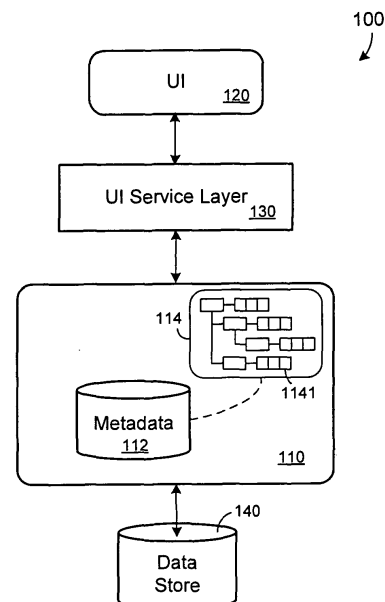 100
UI
120
UI Service Layer
130
114
1141
Metadata
112
110
140
Data
Store